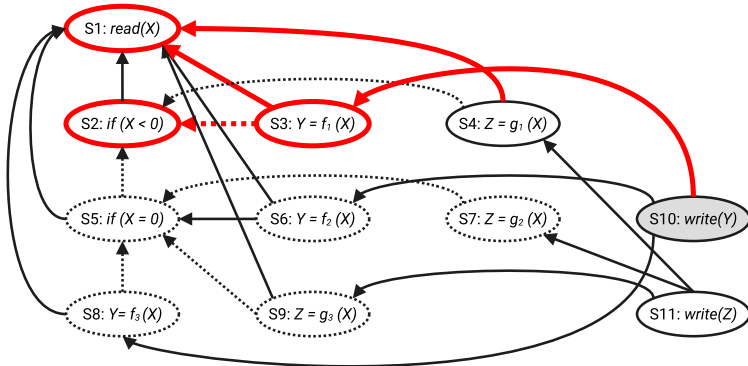 S1: read(X)
S2: if (X < 0)
S3: Y = f₁ (X)
S4: Z = g₁ (X)
S5: if (X = 0)
S6: Y = f₂ (X)
S7: Z = g₂ (X)
S10: write(Y)
S8: Y= f₃ (X)
S9: Z = g₃ (X)
S11: write(Z)